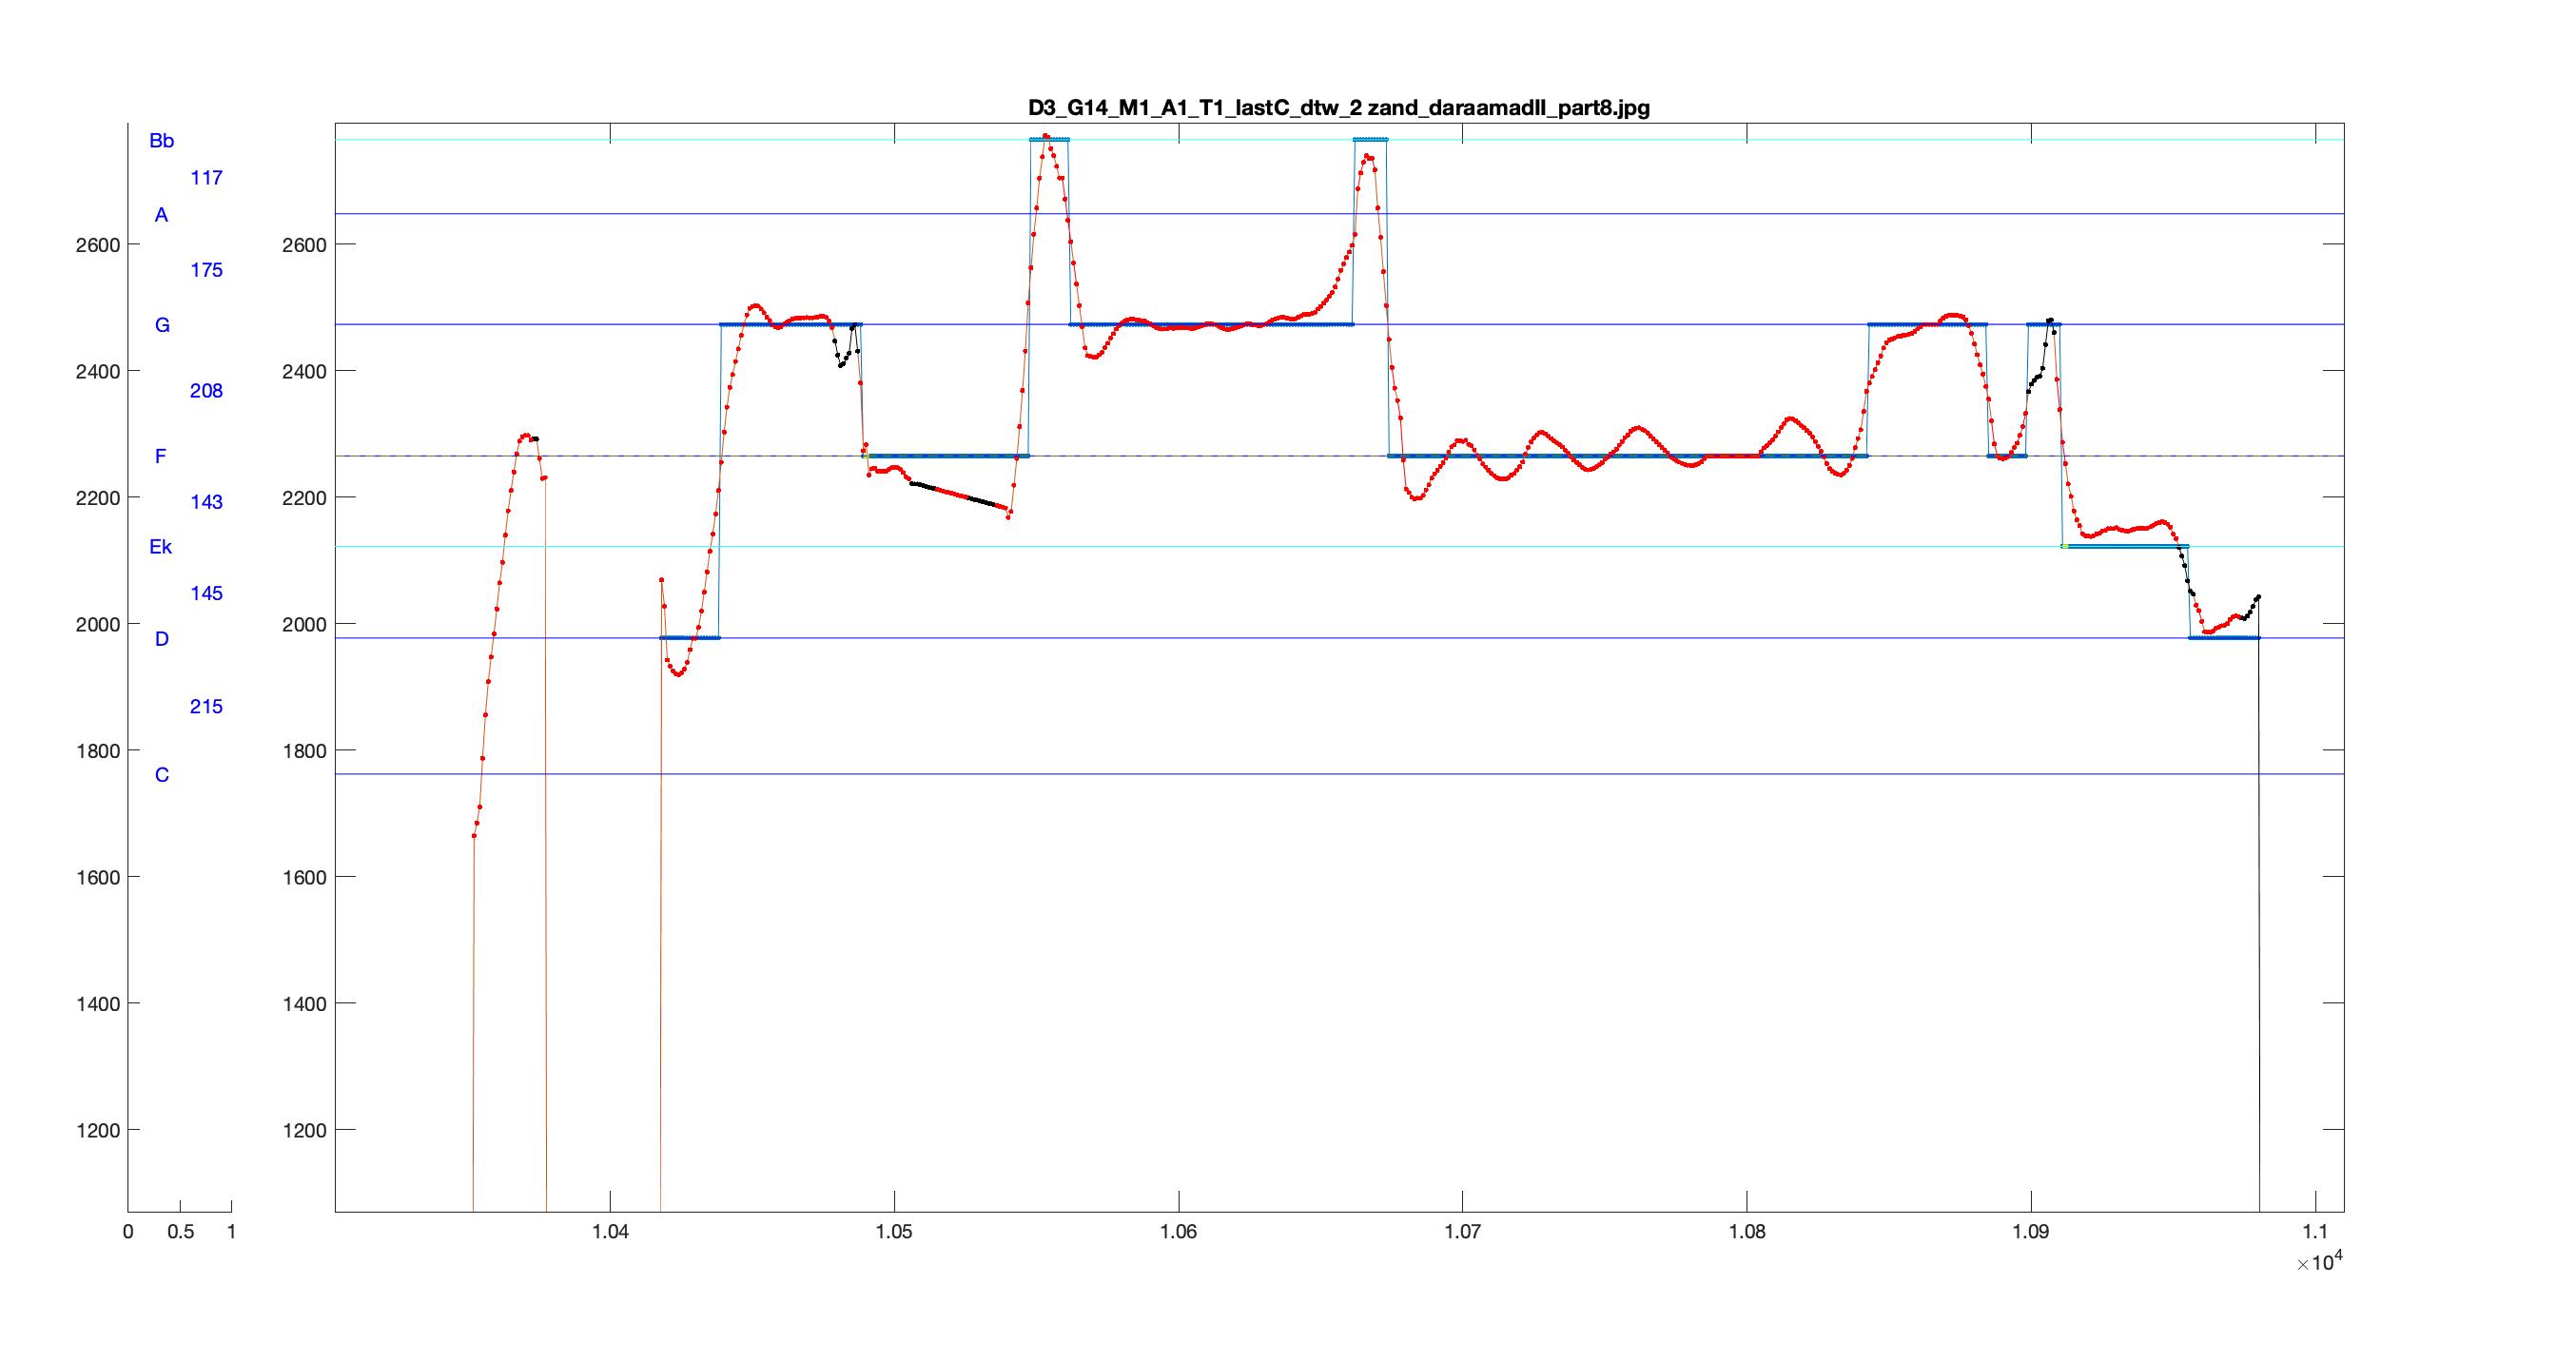 D3_G14_M1_A1_T1_lastC_dtw_2 zand_daraamadII_part8.jpg
Bb
117
A
2600 2600
175
G
2400 2400
208
F
2200 143 2200
Ek
145
2000 2000
D
215
1800 1800
C
1600 1600
1400 1400
1200 1200
0 0.5 1 1.04 1.05 1.06 1.07 1.08 1.09 1.1
×10⁴